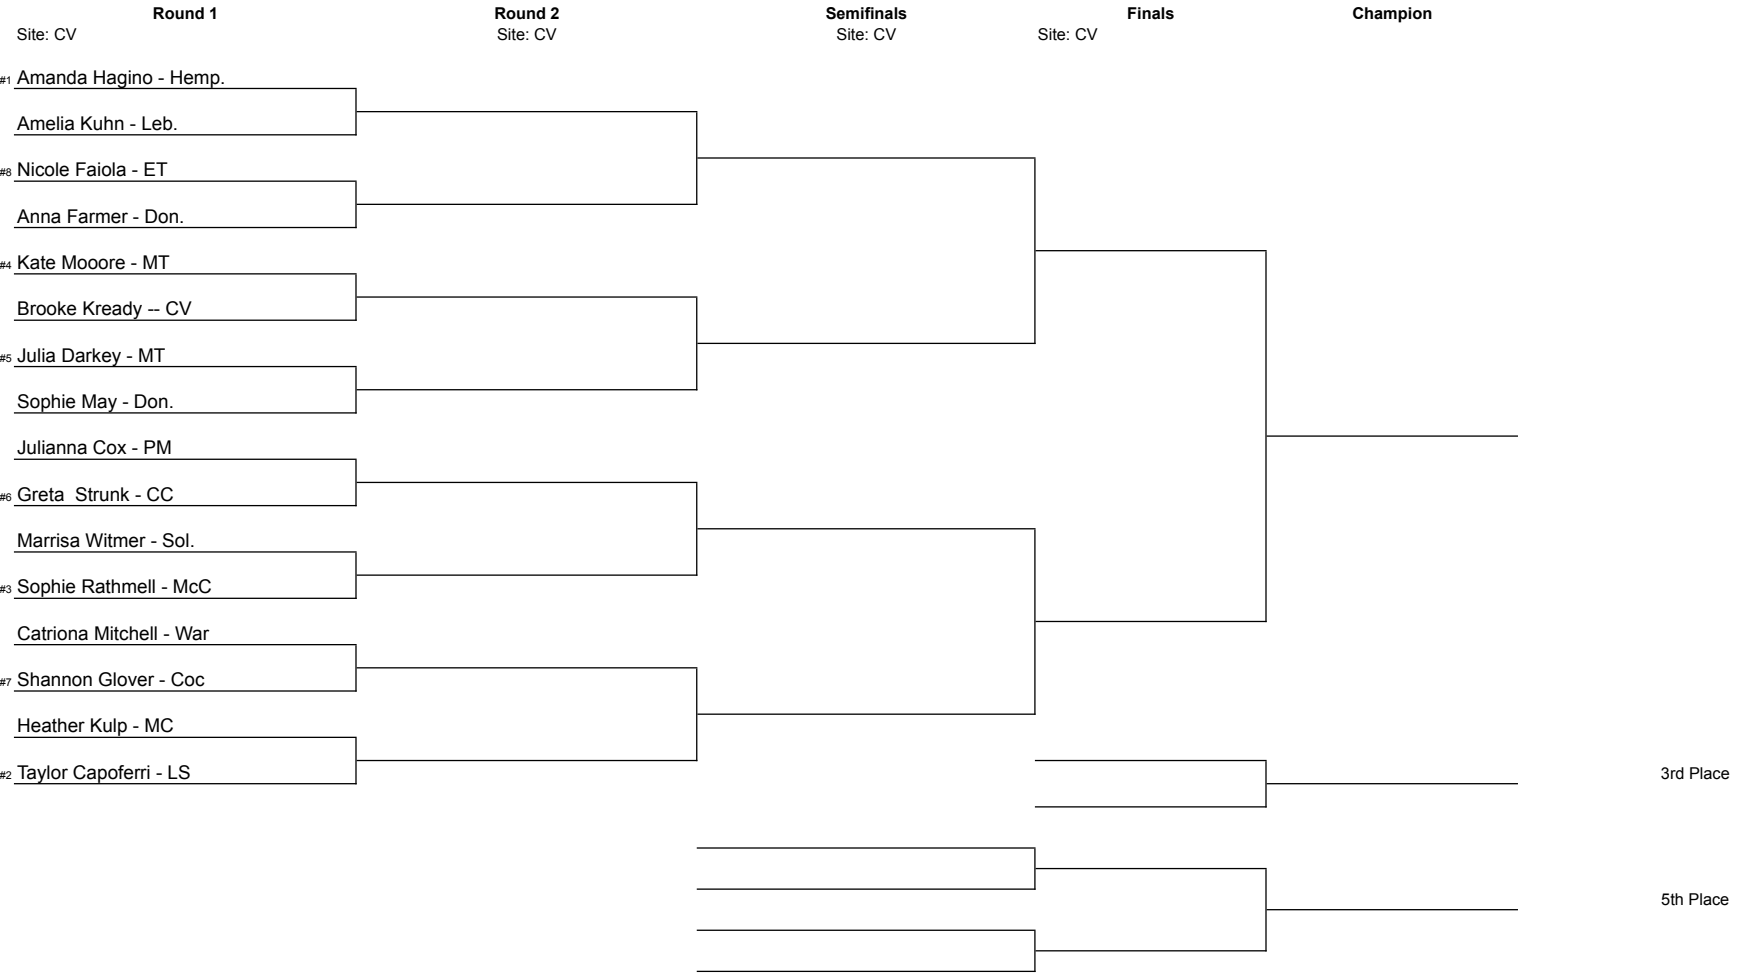 Round 1 Round 2 Semifinals Finals Champion
Site: CV Site: CV Site: CV Site: CV
#1 Amanda Hagino - Hemp.
Amelia Kuhn - Leb.
#8 Nicole Faiola - ET
Anna Farmer - Don.
#4 Kate Mooore - MT
Brooke Kready -- CV
#5 Julia Darkey - MT
Sophie May - Don.
Julianna Cox - PM
#6 Greta  Strunk - CC
Marrisa Witmer - Sol.
#3 Sophie Rathmell - McC
Catriona Mitchell - War
#7 Shannon Glover - Coc
Heather Kulp - MC
#2 Taylor Capoferri - LS
3rd Place
5th Place